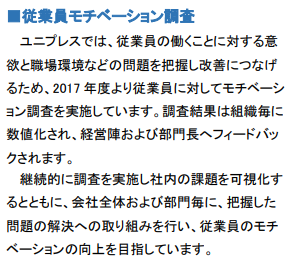 ■従業員モチベーション調査
　ユニプレスでは、従業員の働くことに対する意
欲と職場環境などの問題を把握し改善につなげ
るため、2017 年度より従業員に対してモチベーシ
ョン調査を実施しています。調査結果は組織毎に
数値化され、経営陣および部門長へフィードバッ
クされます。
　継続的に調査を実施し社内の課題を可視化す
るとともに、会社全体および部門毎に、把握した
問題の解決への取り組みを行い、従業員のモチ
ベーションの向上を目指しています。